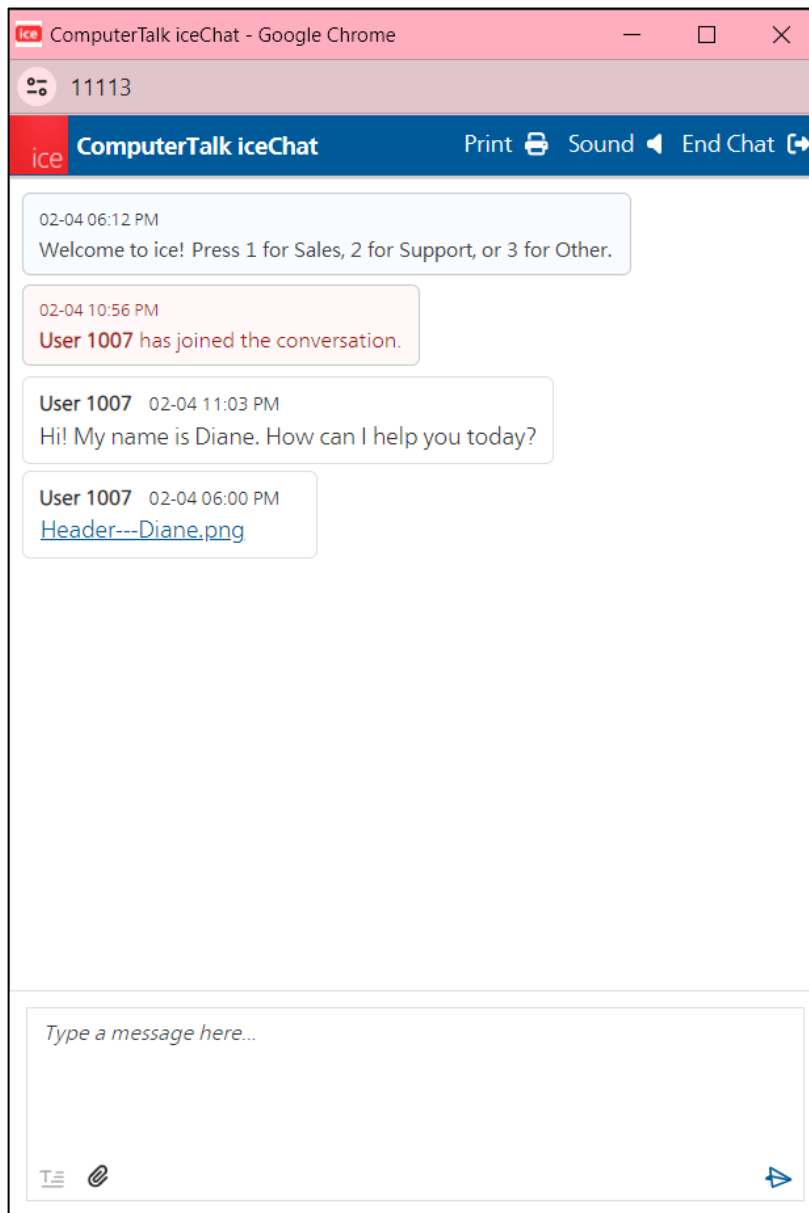 ice ComputerTalk iceChat - Google Chrome
11113
ice ComputerTalk iceChat Print Sound End Chat
02-04 06:12 PM
Welcome to ice! Press 1 for Sales, 2 for Support, or 3 for Other.
02-04 10:56 PM
User 1007 has joined the conversation.
User 1007 02-04 11:03 PM
Hi! My name is Diane. How can I help you today?
User 1007 02-04 06:00 PM
Header---Diane.png
Type a message here...